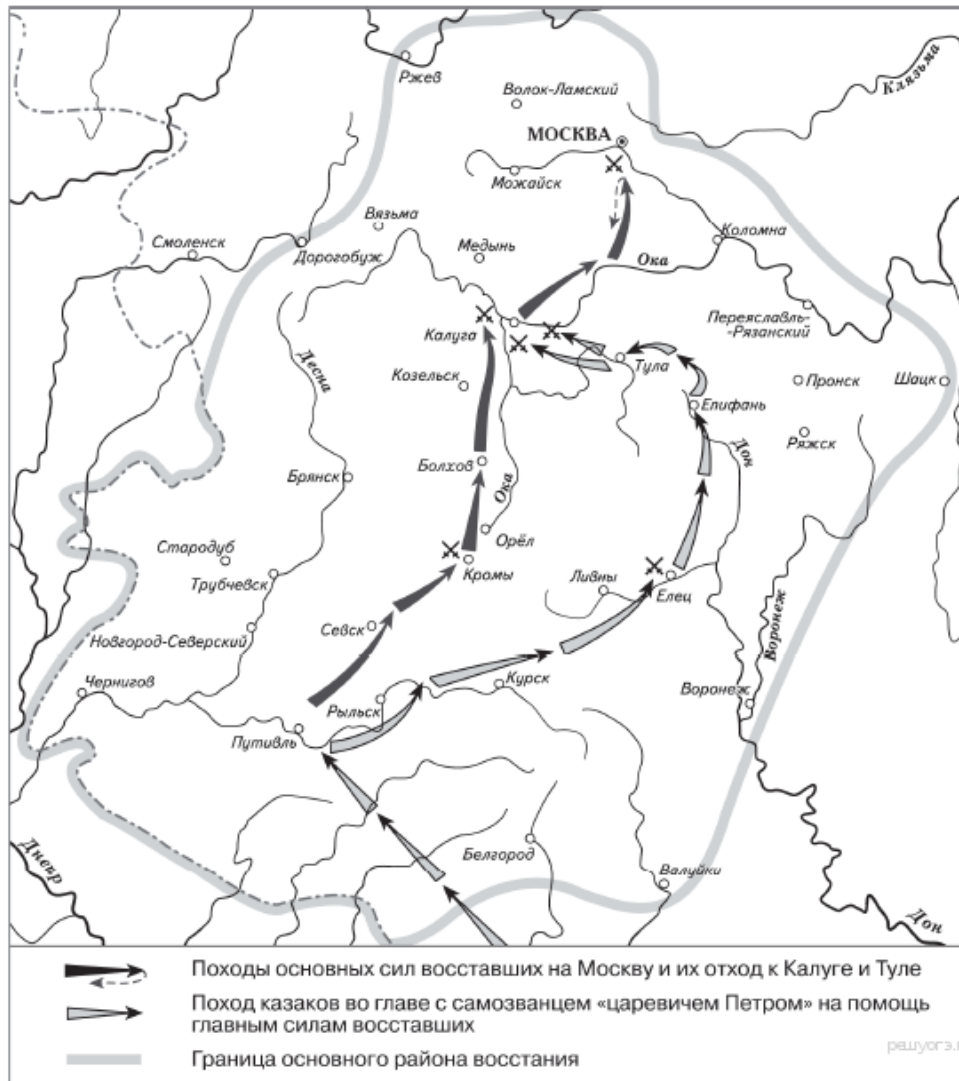 Ржев
Волок-Ламский
Клязьма
МОСКВА
Можайск
Вязьма
Коломна
Смоленск
Дорогобуж
Медынь
Ока
Переяславль-
-Рязанский
Калуга
Тула
Десна
Козельск
Пронск
Шацк
Епифань
Ряжск
Дон
Болхов
Брянск
Ока
Орёл
Стародуб
Кромы
Трубчевск
Ливны
Елец
Воронеж
Севск
Новгород-Северский
Чернигов
Курск
Воронеж
Рыльск
Путивль
Белгород
Днепр
Валуйки
Дон
Походы основных сил восставших на Москву и их отход к Калуге и Туле
Поход казаков во главе с самозванцем «царевичем Петром» на помощь
главным силам восставших
Граница основного района восстания